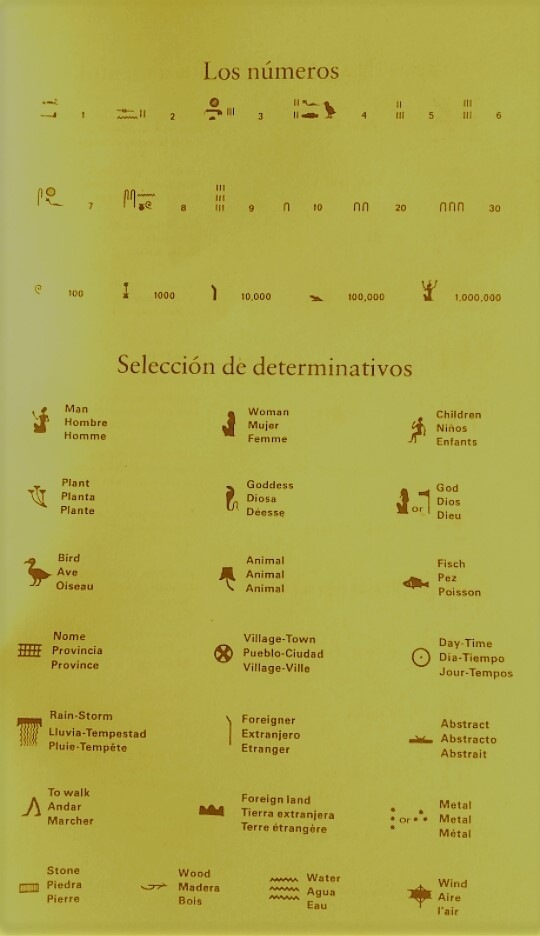 Los números
1 2 3 4 5 6
7 8 9 10 20 30
100 1000 10,000 100,000 1,000,000
Selección de determinativos
Man
Hombre
Homme
Woman
Mujer
Femme
Children
Niños
Enfants
Plant
Planta
Plante
Goddess
Diosa
Déesse
or
God
Dios
Dieu
Bird
Ave
Oiseau
Animal
Animal
Animal
Fisch
Pez
Poisson
Nome
Provincia
Province
Village-Town
Pueblo-Ciudad
Village-Ville
Day-Time
Dia-Tiempo
Jour-Tempos
Rain-Storm
Lluvia-Tempestad
Pluie-Tempête
Foreigner
Extranjero
Etranger
Abstract
Abstracto
Abstrait
To walk
Andar
Marcher
Foreign land
Tierra extranjera
Terre étrangère
or
Metal
Metal
Métal
Stone
Piedra
Pierre
Wood
Madera
Bois
Water
Agua
Eau
Wind
Aire
l'air